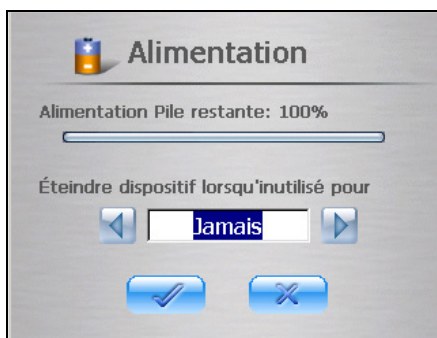 Alimentation
Alimentation Pile restante: 100%
Éteindre dispositif lorsqu'inutilisé pour
Jamais